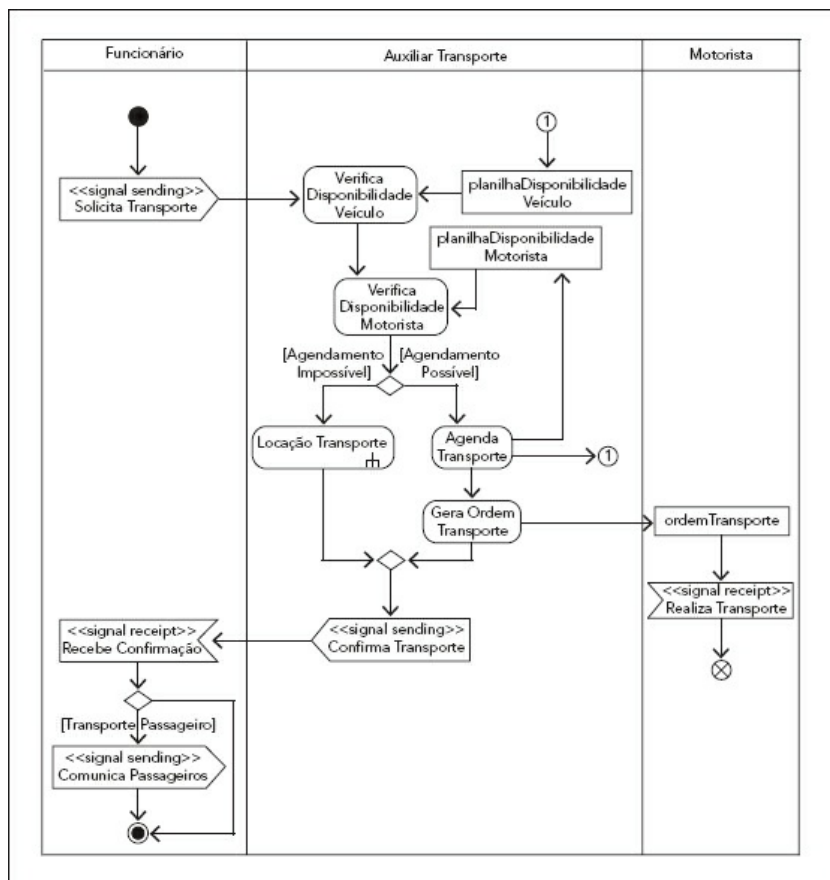 Funcionário
Auxiliar Transporte
Motorista
1
<<signal sending>>
Solicita Transporte
Verifica
Disponibilidade
Veículo
planilhaDisponibilidade
Veículo
planilhaDisponibilidade
Motorista
Verifica
Disponibilidade
Motorista
[Agendamento
Impossível]
[Agendamento
Possível]
Locação Transporte
Agenda
Transporte
1
Gera Ordem
Transporte
ordemTransporte
<<signal receipt>>
Realiza Transporte
<<signal sending>>
Confirma Transporte
<<signal receipt>>
Recebe Confirmação
[Transporte Passageiro]
<<signal sending>>
Comunica Passageiros